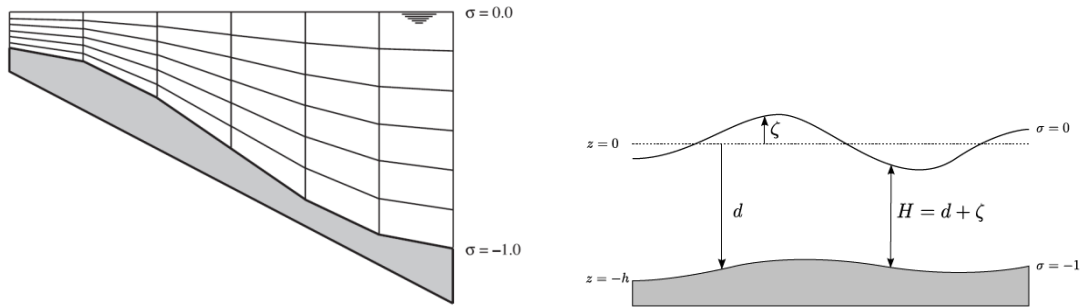 σ = 0.0
σ = –1.0
ζ
z = 0
σ = 0
d
H = d + ζ
z = −h
σ = −1